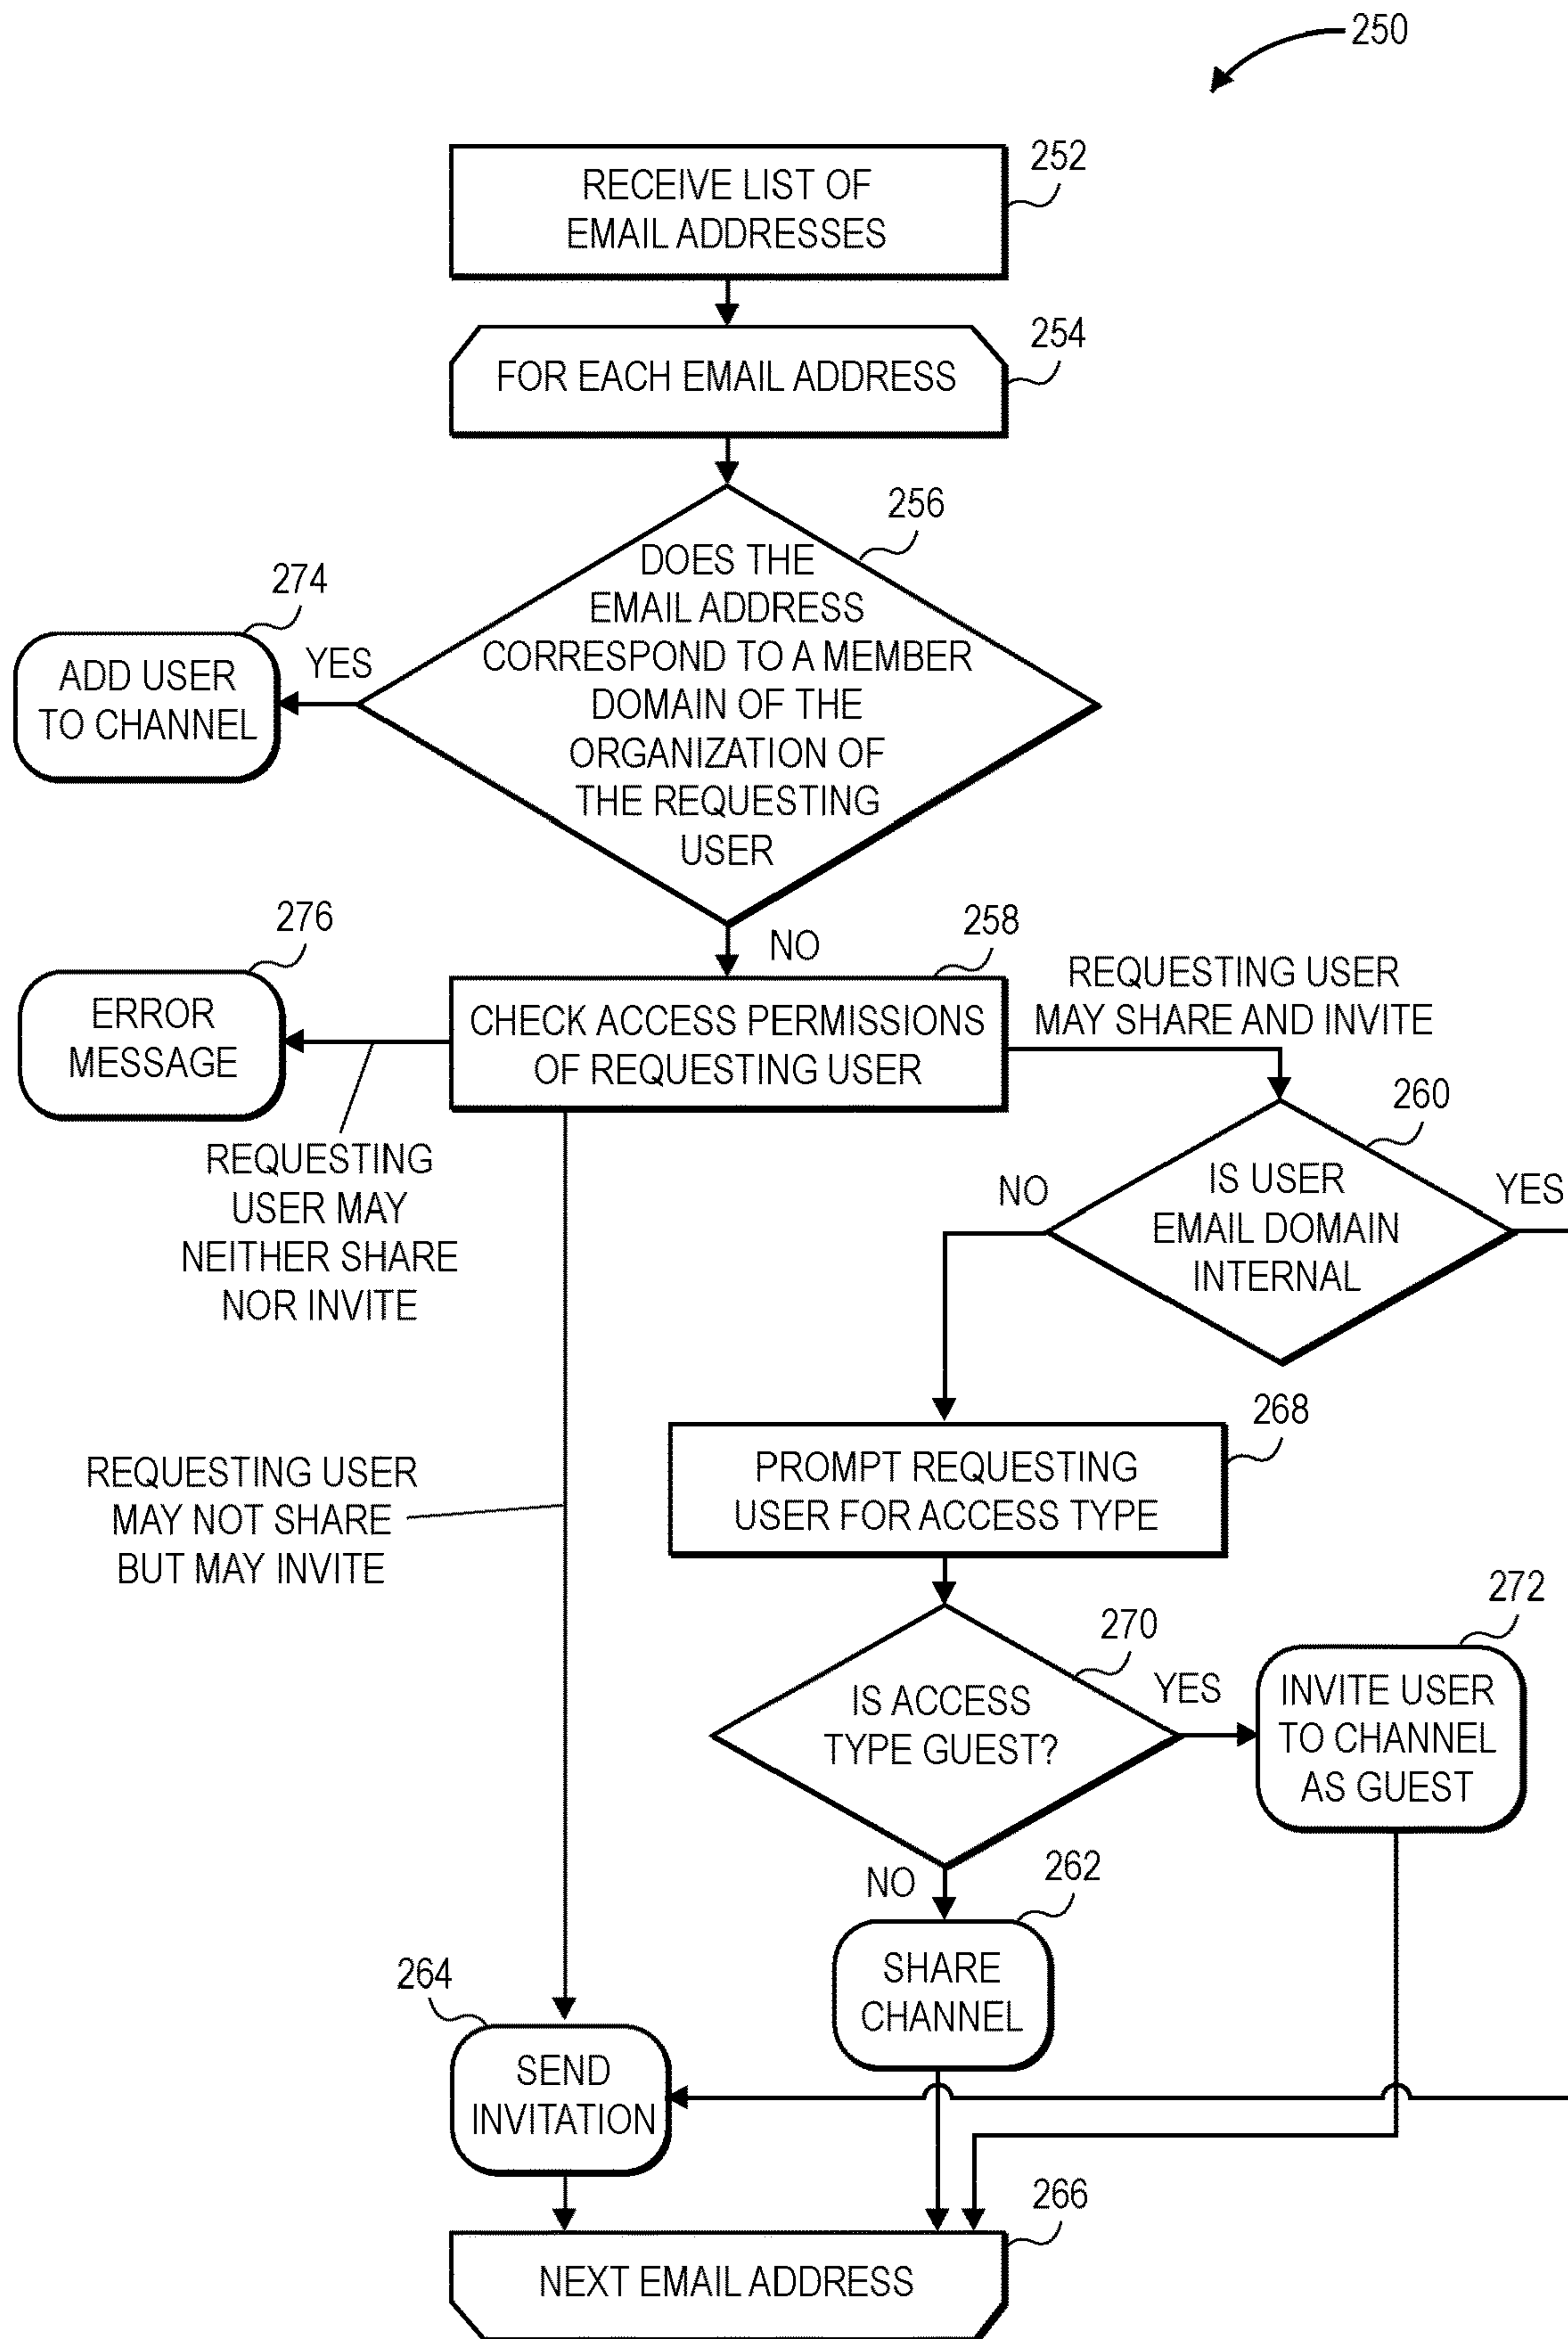 250
252
RECEIVE LIST OF
EMAIL ADDRESSES
254
FOR EACH EMAIL ADDRESS
256
DOES THE
EMAIL ADDRESS
CORRESPOND TO A MEMBER
DOMAIN OF THE
ORGANIZATION OF
THE REQUESTING
USER
274
YES
ADD USER
TO CHANNEL
NO
276
ERROR
MESSAGE
258
CHECK ACCESS PERMISSIONS
OF REQUESTING USER
REQUESTING USER
MAY SHARE AND INVITE
REQUESTING
USER MAY
NEITHER SHARE
NOR INVITE
260
IS USER
EMAIL DOMAIN
INTERNAL
NO
YES
268
PROMPT REQUESTING
USER FOR ACCESS TYPE
REQUESTING USER
MAY NOT SHARE
BUT MAY INVITE
270
IS ACCESS
TYPE GUEST?
YES
272
INVITE USER
TO CHANNEL
AS GUEST
NO
262
SHARE
CHANNEL
264
SEND
INVITATION
266
NEXT EMAIL ADDRESS